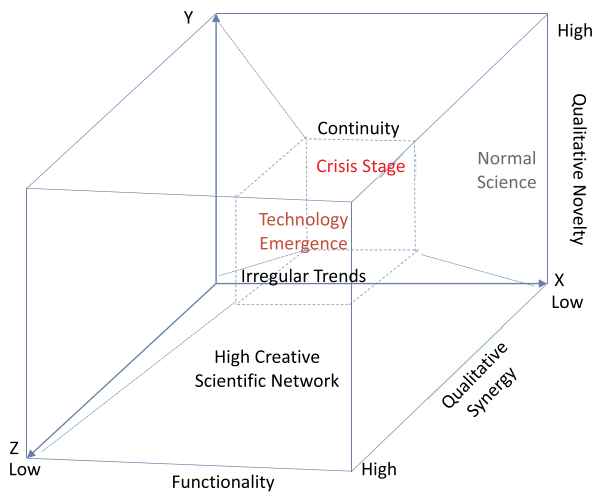 Y
High
Continuity
Crisis Stage
Normal
Science
Qualitative Novelty
Technology
Emergence
Irregular Trends
X
Low
High Creative
Scientific Network
Qualitative
Synergy
Z
Low
High
Functionality